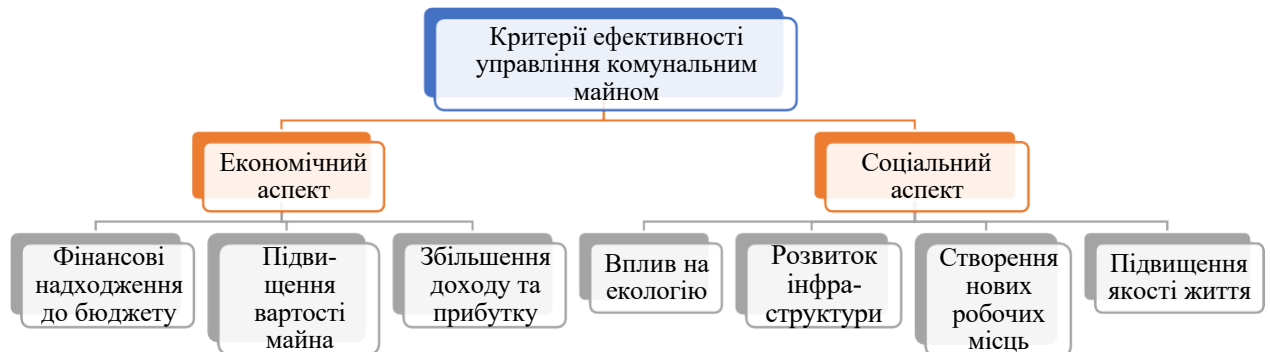 Критерії ефективності
управління комунальним
майном
Економічний
аспект
Соціальний
аспект
Фінансові
надходження
до бюджету
Підви-
щення
вартості
майна
Збільшення
доходу та
прибутку
Вплив на
екологію
Розвиток
інфра-
структури
Створення
нових
робочих
місць
Підвищення
якості життя